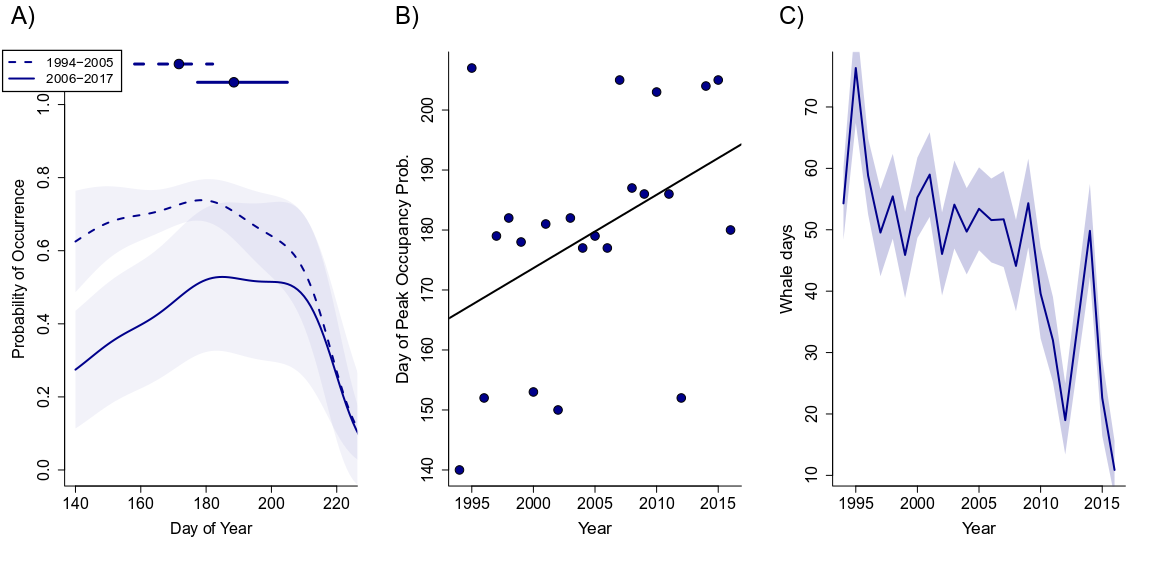 A)
1994−2005
2006−2017
Probability of Occurrence
1.0
0.8
0.6
0.4
0.2
0.0
140 160 180 200 220
Day of Year
B)
Day of Peak Occupancy Prob.
200
190
180
170
160
150
140
1995 2000 2005 2010 2015
Year
C)
Whale days
70
60
50
40
30
20
10
1995 2000 2005 2010 2015
Year